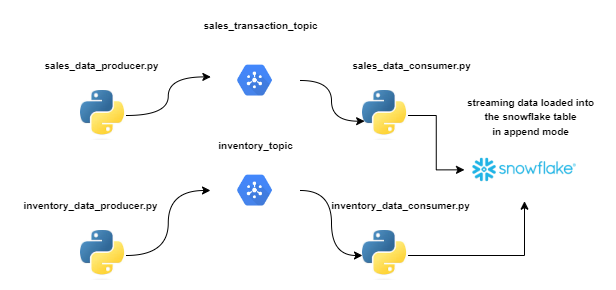 sales_transaction_topic
sales_data_producer.py
sales_data_consumer.py
streaming data loaded into
the snowflake table
in append mode
inventory_topic
snowflake®
inventory_data_producer.py
inventory_data_consumer.py